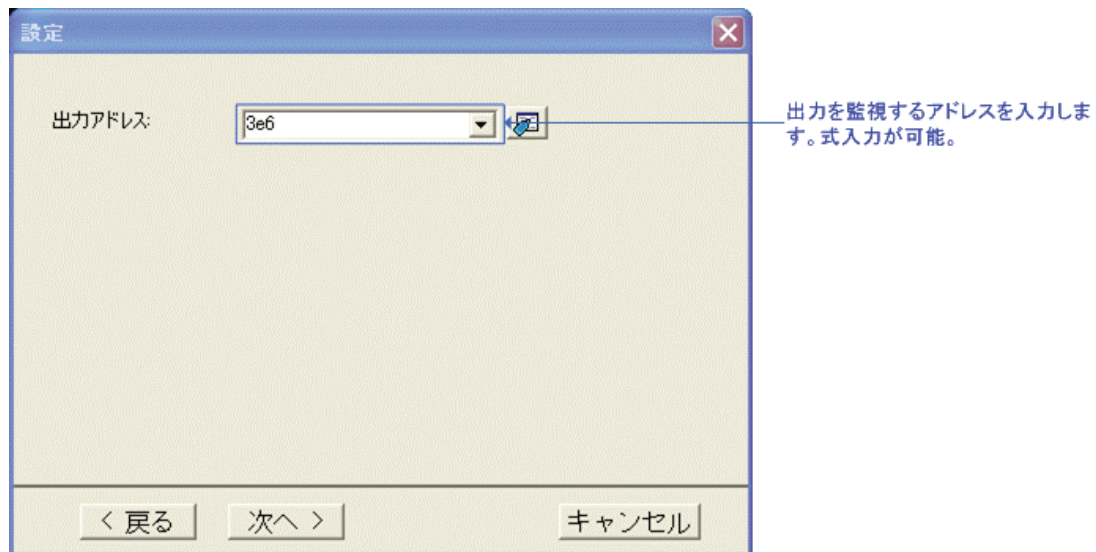 設定
出力アドレス:
3e6
出力を監視するアドレスを入力しま
す。式入力が可能。
< 戻る
次へ >
キャンセル